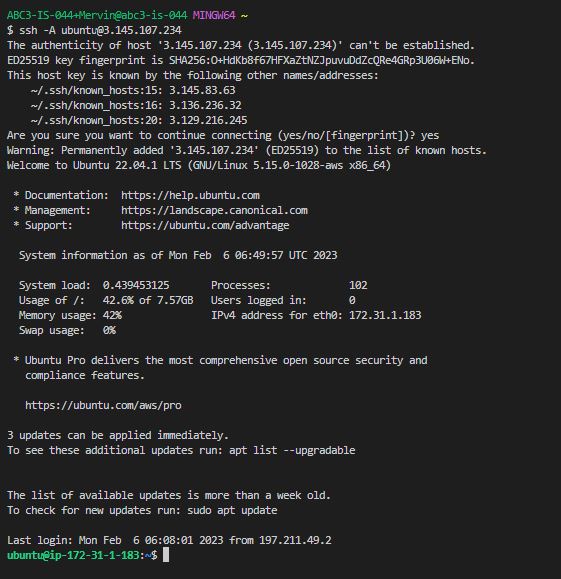 ABC3-IS-044+Mervin@abc3-is-044 MINGW64 ~
$ ssh -A ubuntu@3.145.107.234
The authenticity of host '3.145.107.234 (3.145.107.234)' can't be established.
ED25519 key fingerprint is SHA256:O+HdKb8f67HFXaZtNZJpuvuDdZcQRe4GRp3U06W+ENo.
This host key is known by the following other names/addresses:
    ~/.ssh/known_hosts:15: 3.145.83.63
    ~/.ssh/known_hosts:16: 3.136.236.32
    ~/.ssh/known_hosts:20: 3.129.216.245
Are you sure you want to continue connecting (yes/no/[fingerprint])? yes
Warning: Permanently added '3.145.107.234' (ED25519) to the list of known hosts.
Welcome to Ubuntu 22.04.1 LTS (GNU/Linux 5.15.0-1028-aws x86_64)

 * Documentation:  https://help.ubuntu.com
 * Management:     https://landscape.canonical.com
 * Support:        https://ubuntu.com/advantage

  System information as of Mon Feb  6 06:49:57 UTC 2023

  System load:  0.439453125       Processes:             102
  Usage of /:   42.6% of 7.57GB   Users logged in:       0
  Memory usage: 42%               IPv4 address for eth0: 172.31.1.183
  Swap usage:   0%

 * Ubuntu Pro delivers the most comprehensive open source security and
   compliance features.

   https://ubuntu.com/aws/pro

3 updates can be applied immediately.
To see these additional updates run: apt list --upgradable


The list of available updates is more than a week old.
To check for new updates run: sudo apt update

Last login: Mon Feb  6 06:08:01 2023 from 197.211.49.2
ubuntu@ip-172-31-1-183:~$